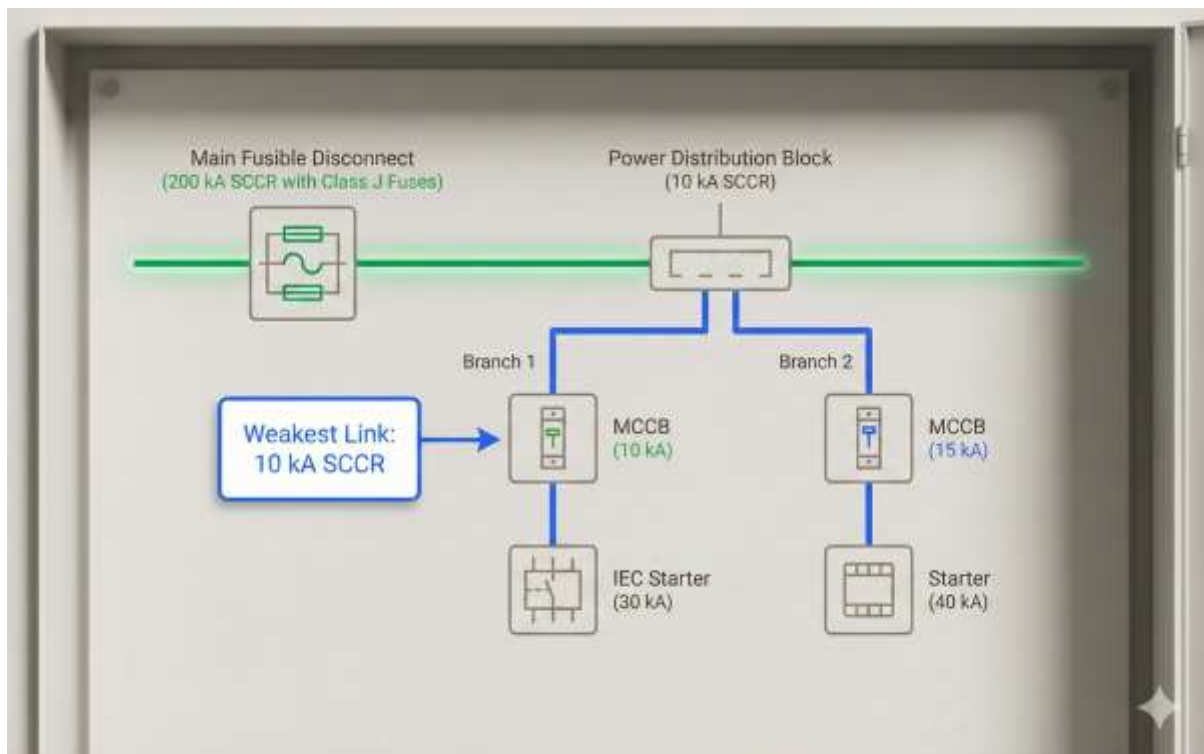 Main Fusible Disconnect
(200 kA SCCR with Class J Fuses)
Power Distribution Block
(10 kA SCCR)
Branch 1
Branch 2
Weakest Link:
10 kA SCCR
MCCB
(10 kA)
MCCB
(15 kA)
IEC Starter
(30 kA)
Starter
(40 kA)